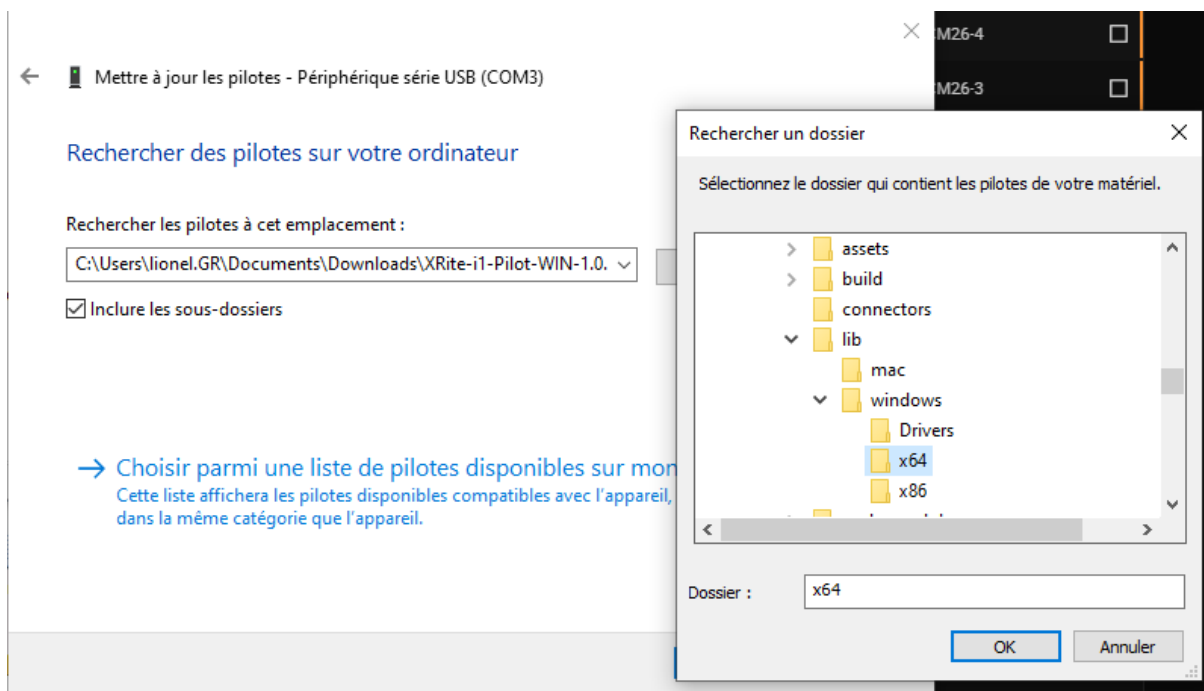 Mettre à jour les pilotes - Périphérique série USB (COM3)
Rechercher des pilotes sur votre ordinateur
Rechercher les pilotes à cet emplacement :
C:\Users\lionel.GR\Documents\Downloads\XRite-i1-Pilot-WIN-1.0.
Inclure les sous-dossiers
Choisir parmi une liste de pilotes disponibles sur mon
Cette liste affichera les pilotes disponibles compatibles avec l'appareil,
dans la même catégorie que l'appareil.
M26-4
M26-3
Rechercher un dossier
Sélectionnez le dossier qui contient les pilotes de votre matériel.
assets
build
connectors
lib
mac
windows
Drivers
x64
x86
Dossier :
x64
OK
Annuler